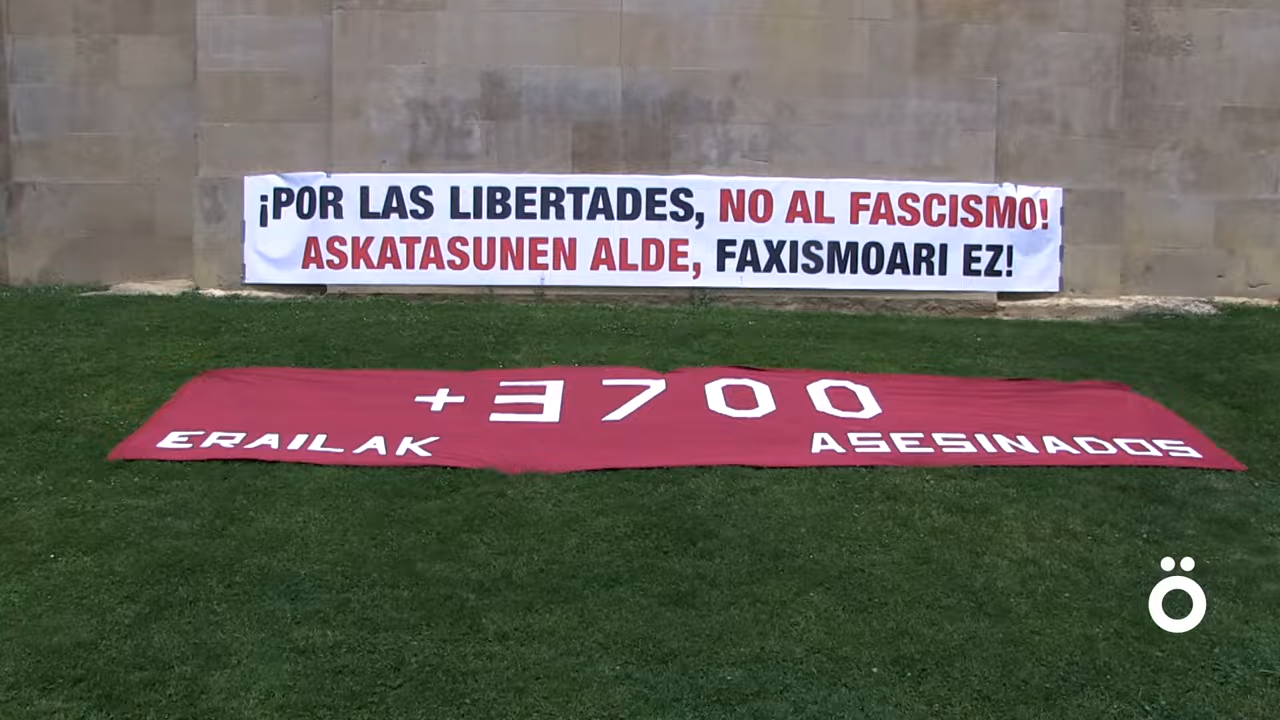 ¡POR LAS LIBERTADES, NO AL FASCISMO!
ASKATASUNEN ALDE, FAXISMOARI EZ!
+3700
ERAILAK ASESINADOS
Ö